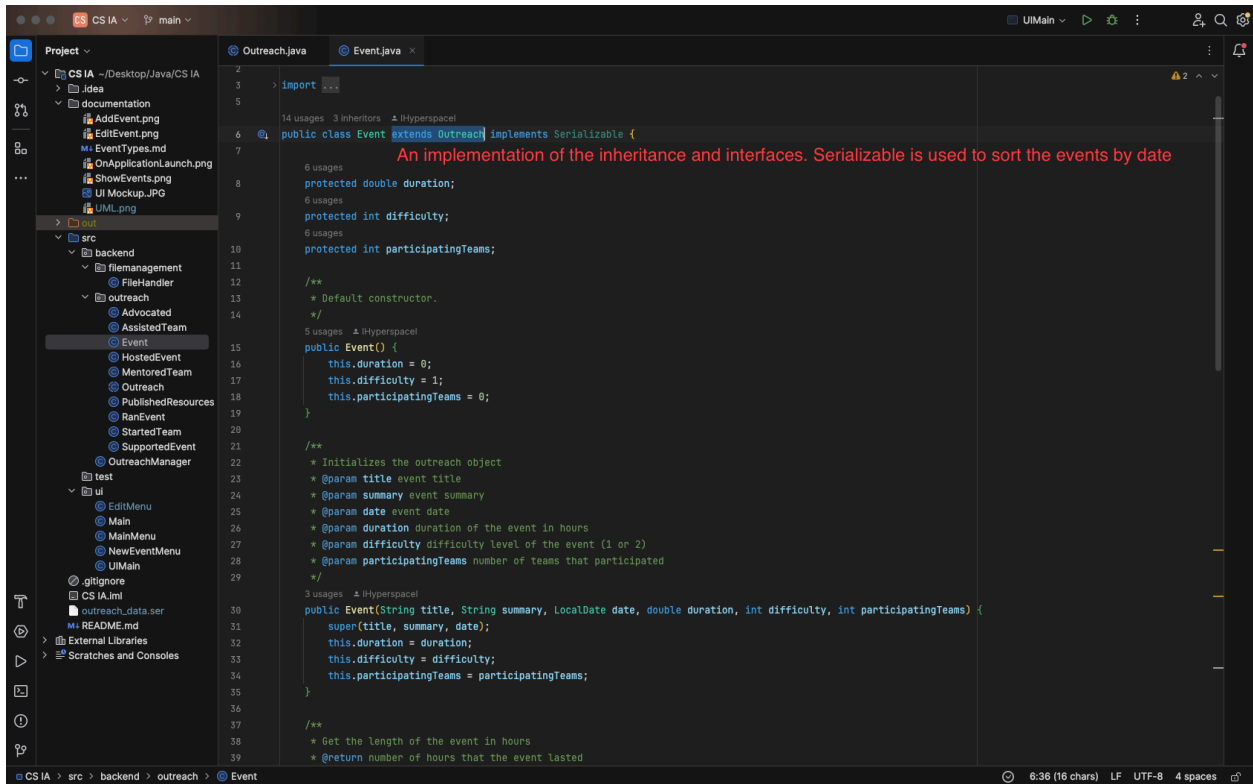 CS CS IA main UIMain
Project Outreach.java Event.java ×
CS IA ~/Desktop/Java/CS IA
.idea
documentation
AddEvent.png
EditEvent.png
M↓ EventTypes.md
OnApplicationLaunch.png
ShowEvents.png
UI Mockup.JPG
UML.png
out
src
backend
filemanagement
FileHandler
outreach
Advocated
AssistedTeam
Event
HostedEvent
MentoredTeam
Outreach
PublishedResources
RanEvent
StartedTeam
SupportedEvent
OutreachManager
test
ui
EditMenu
Main
MainMenu
NewEventMenu
UIMain
.gitignore
CS IA.iml
outreach_data.ser
M↓ README.md
External Libraries
Scratches and Consoles
2
3 > import ...
2
5
14 usages 3 inheritors lHyperspacel
6 public class Event extends Outreach implements Serializable {
7
An implementation of the inheritance and interfaces. Serializable is used to sort the events by date
6 usages
8 protected double duration;
6 usages
9 protected int difficulty;
6 usages
10 protected int participatingTeams;
11
12 /**
13 * Default constructor.
14 */
5 usages lHyperspacel
15 public Event() {
16 this.duration = 0;
17 this.difficulty = 1;
18 this.participatingTeams = 0;
19 }
20
21 /**
22 * Initializes the outreach object
23 * @param title event title
24 * @param summary event summary
25 * @param date event date
26 * @param duration duration of the event in hours
27 * @param difficulty difficulty level of the event (1 or 2)
28 * @param participatingTeams number of teams that participated
29 */
3 usages lHyperspacel
30 public Event(String title, String summary, LocalDate date, double duration, int difficulty, int participatingTeams) {
31 super(title, summary, date);
32 this.duration = duration;
33 this.difficulty = difficulty;
34 this.participatingTeams = participatingTeams;
35 }
36
37 /**
38 * Get the length of the event in hours
39 * @return number of hours that the event lasted
CS IA > src > backend > outreach > Event 6:36 (16 chars) LF UTF-8 4 spaces